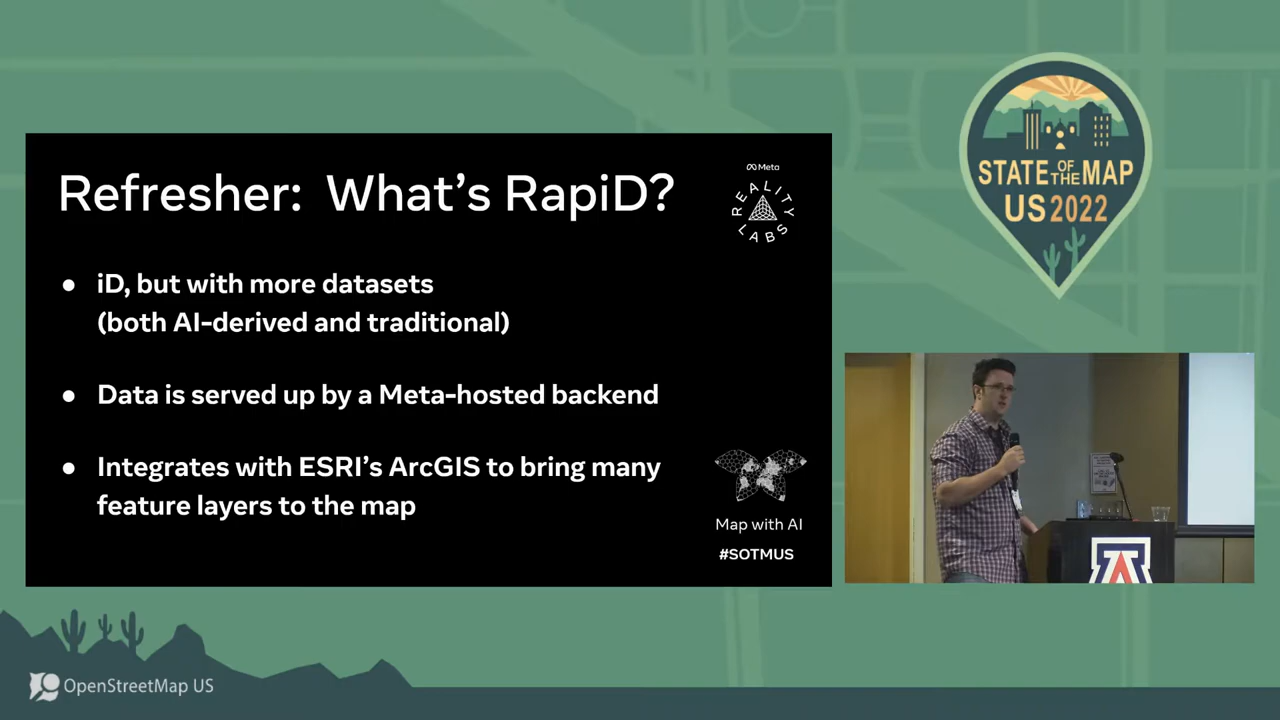 Refresher: What's RapiD?
∞ Meta
REALITY LABS
● iD, but with more datasets
(both AI-derived and traditional)
● Data is served up by a Meta-hosted backend
● Integrates with ESRI's ArcGIS to bring many
feature layers to the map
Map with AI
#SOTMUS
STATE OF THE MAP
US 2022
OpenStreetMap US